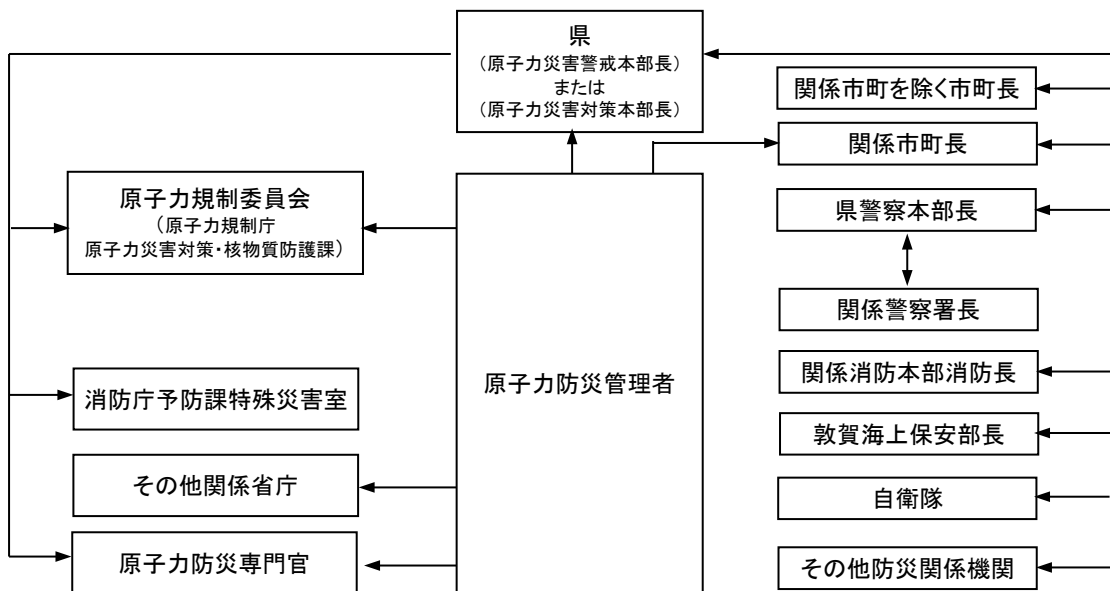 県
（原子力災害警戒本部長）
または
（原子力災害対策本部長）
関係市町を除く市町長
関係市町長
原子力規制委員会
（原子力規制庁
原子力災害対策・核物質防護課）
県警察本部長
関係警察署長
原子力防災管理者
消防庁予防課特殊災害室
関係消防本部消防長
敦賀海上保安部長
その他関係省庁
自衛隊
原子力防災専門官
その他防災関係機関